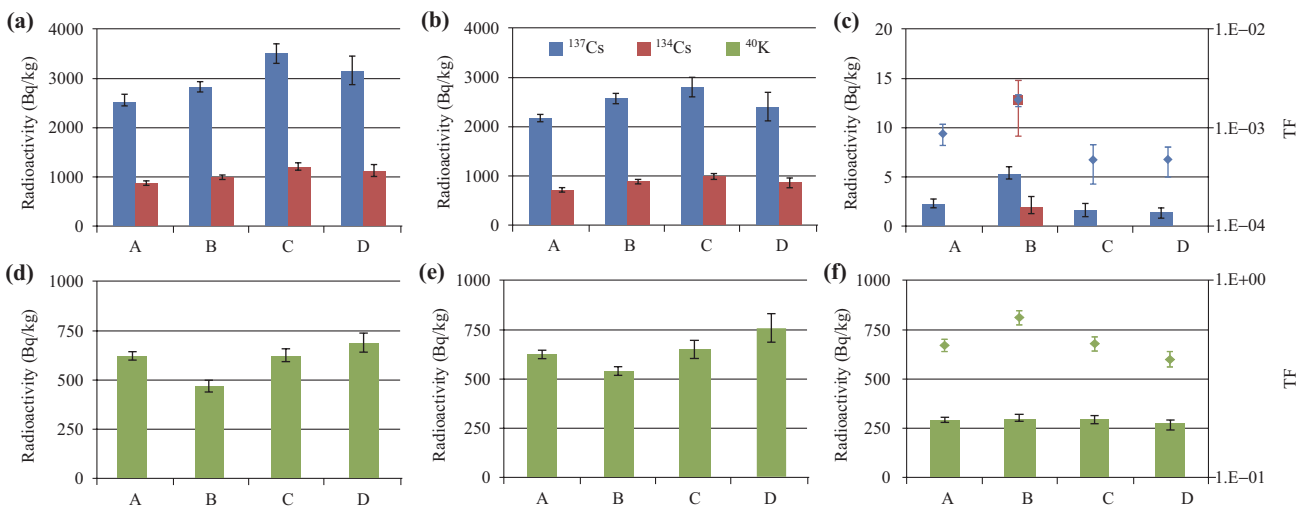 (a)
Radioactivity (Bq/kg)
4000
3000
2000
1000
0
A B C D
(b)
Radioactivity (Bq/kg)
4000
3000
2000
1000
0
¹³⁷Cs ¹³⁴Cs ⁴⁰K
A B C D
(c)
Radioactivity (Bq/kg)
20
15
10
5
0
A B C D
1.E−02
1.E−03
1.E−04
TF
(d)
Radioactivity (Bq/kg)
1000
750
500
250
0
A B C D
(e)
Radioactivity (Bq/kg)
1000
750
500
250
0
A B C D
(f)
Radioactivity (Bq/kg)
1000
750
500
250
0
A B C D
1.E+00
1.E−01
TF